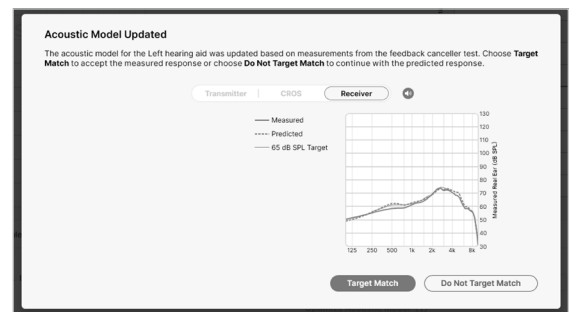 Acoustic Model Updated
The acoustic model for the Left hearing aid was updated based on measurements from the feedback canceller test. Choose Target
Match to accept the measured response or choose Do Not Target Match to continue with the predicted response.
Transmitter | CROS Receiver
Measured
Predicted
65 dB SPL Target
130
120
110
100
90
80
70
60
50
40
30
Measured Real Ear (dB SPL)
125 250 500 1k 2k 4k 8k
Target Match Do Not Target Match